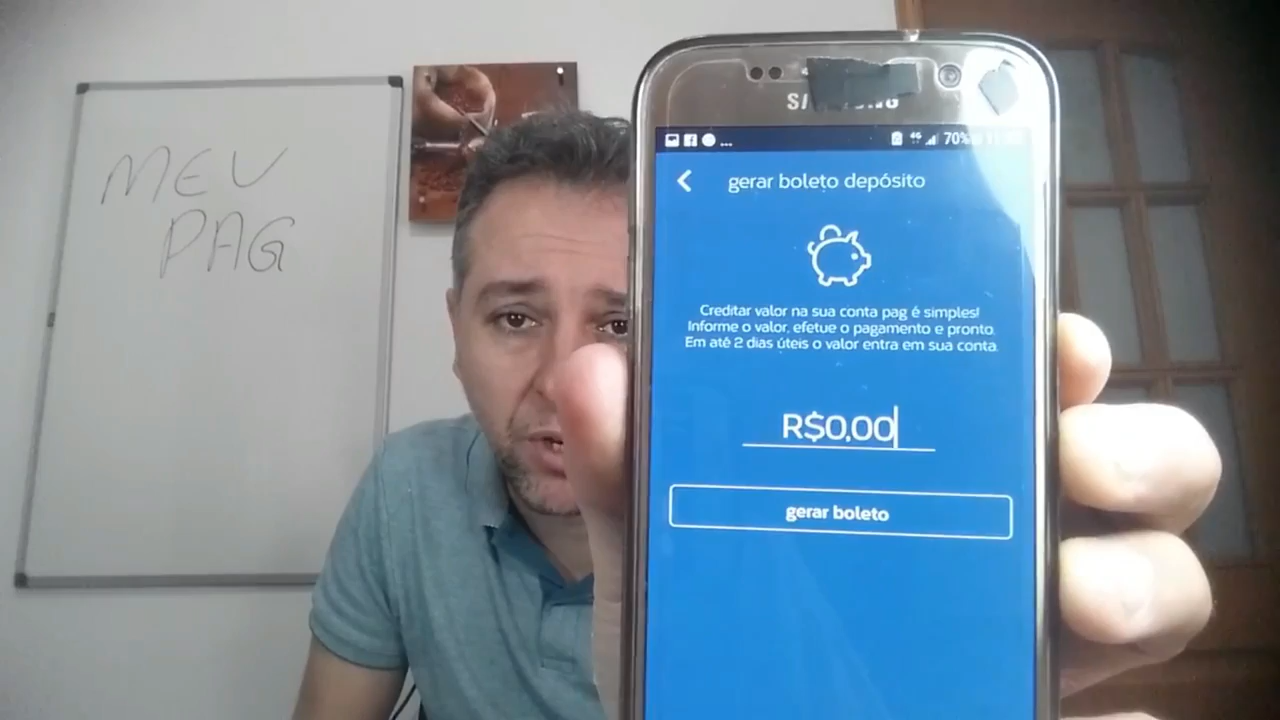 MEU
PAG
70%
gerar boleto depósito
Creditar valor na sua conta pag é simples!
Informe o valor, efetue o pagamento e pronto.
Em até 2 dias úteis o valor entra em sua conta.
R$0,00
gerar boleto